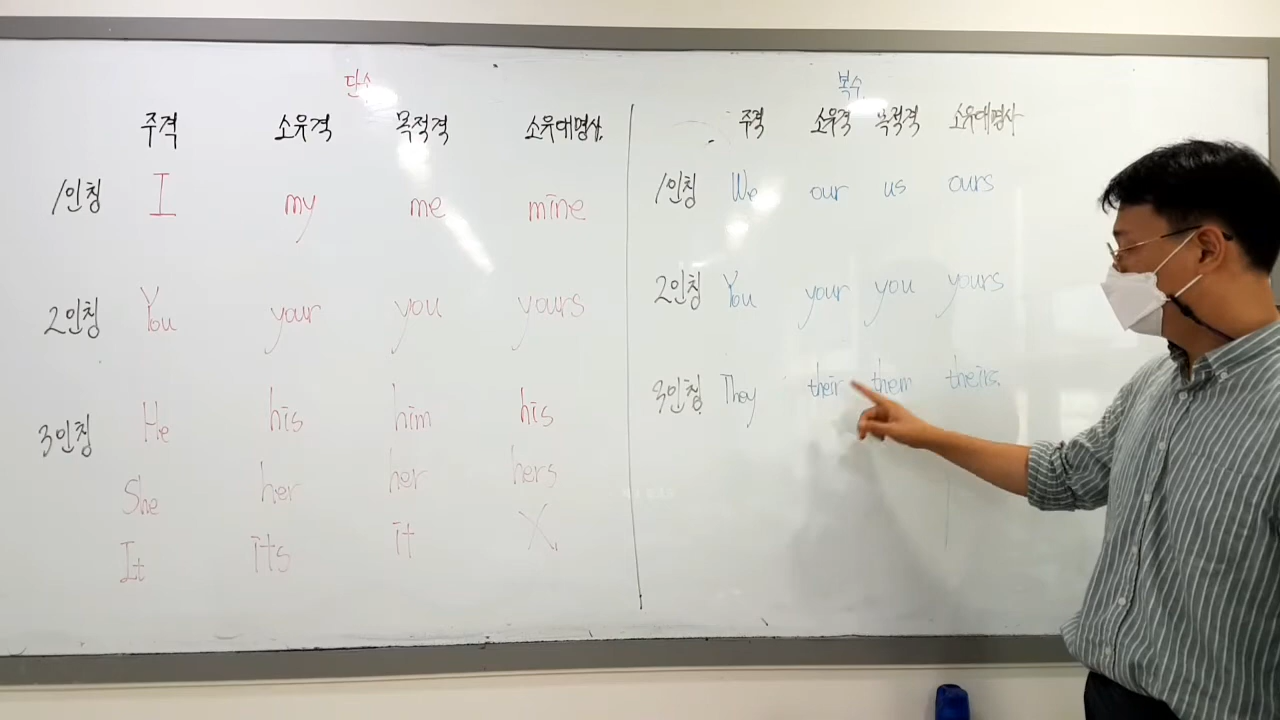 단수
주격 소유격 목적격 소유대명사.
1인칭 I my me mine
2인칭 You your you yours
3인칭 He his him his
She her her hers
It its it X.
복수
주격 소유격 목적격 소유대명사
1인칭 We our us ours
2인칭 You your you yours
3인칭 They their them theirs.